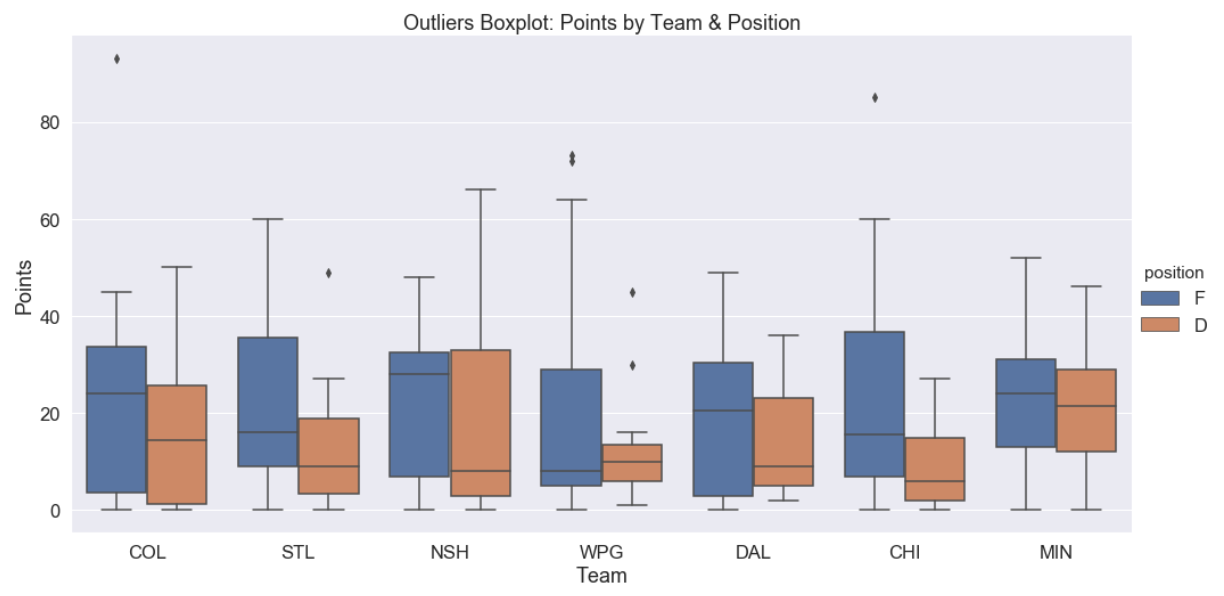 Outliers Boxplot: Points by Team & Position
80
60
40
20
0
Points
COL STL NSH WPG DAL CHI MIN
Team
position
F
D